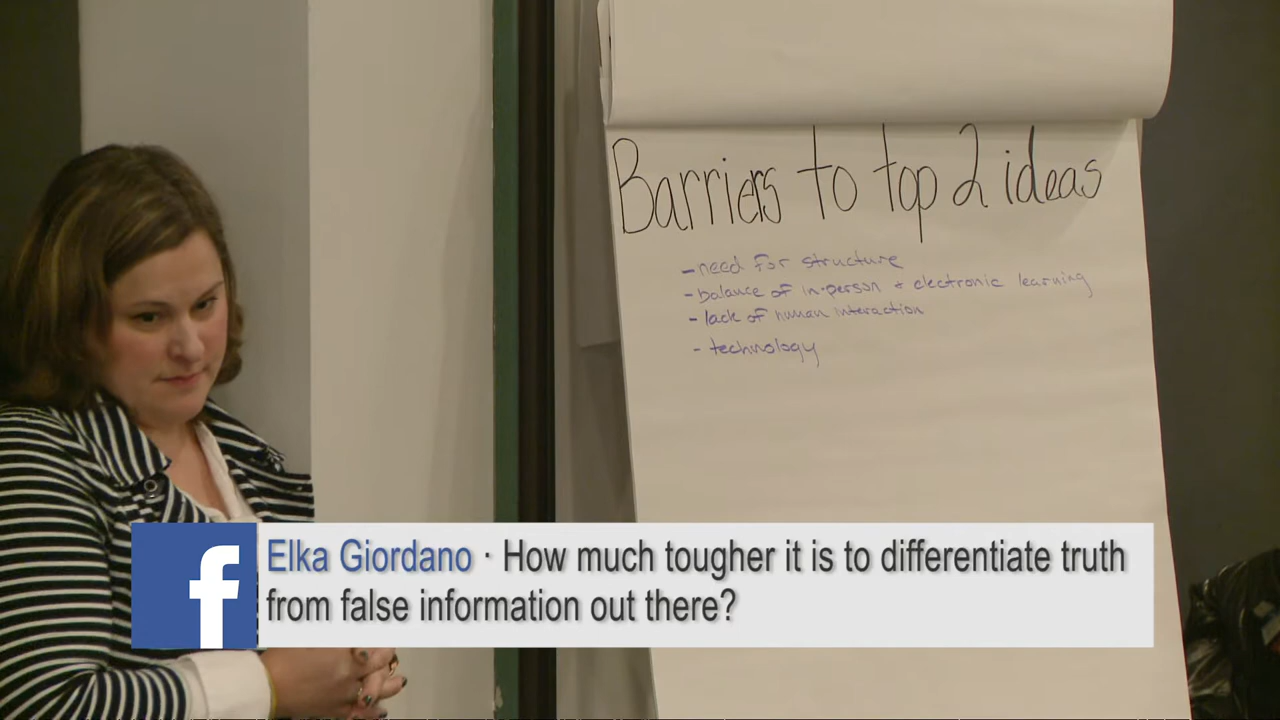 Barriers to top 2 ideas
- need for structure
- balance of in-person + electronic learning
- lack of human interaction
- technology
f
Elka Giordano · How much tougher it is to differentiate truth
from false information out there?